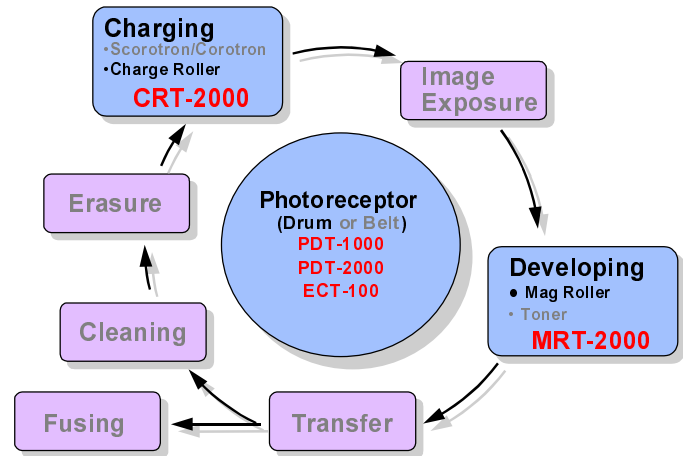 Charging
•Scorotron/Corotron
•Charge Roller
CRT-2000
Image
Exposure
Photoreceptor
(Drum or Belt)
PDT-1000
PDT-2000
ECT-100
Developing
● Mag Roller
• Toner
MRT-2000
Transfer
Fusing
Cleaning
Erasure